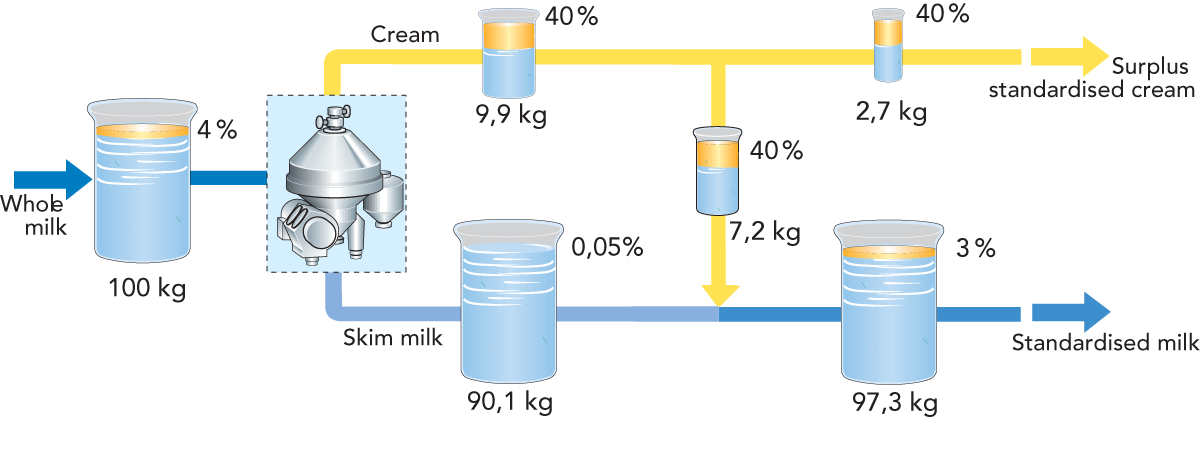 40%
40%
Cream
Surplus
standardised cream
9,9 kg
2,7 kg
4%
40%
Whole
milk
7,2 kg
0,05%
3%
100 kg
Skim milk
Standardised milk
90,1 kg
97,3 kg